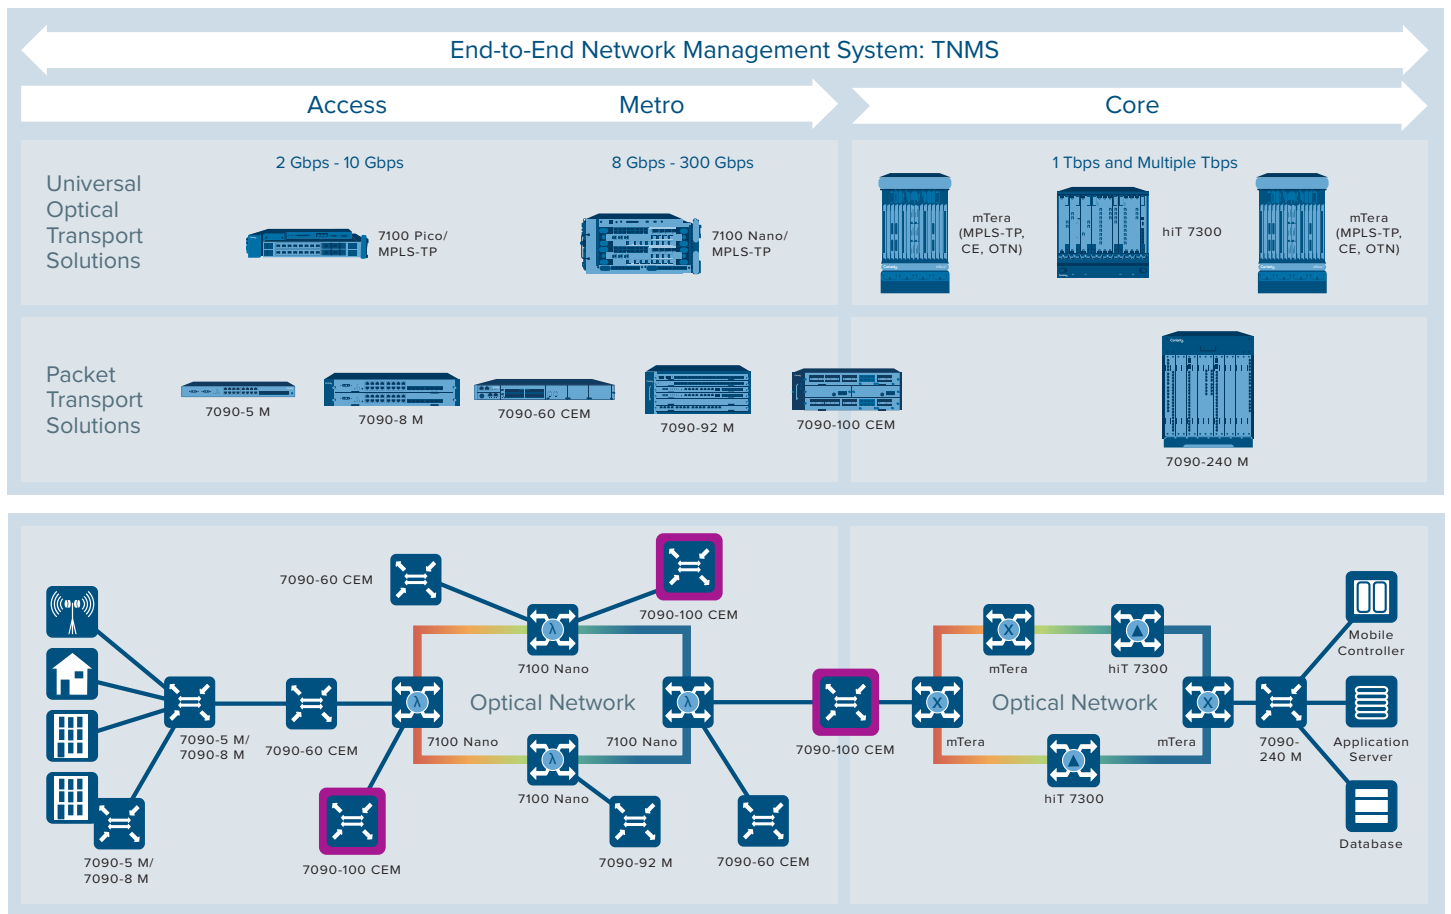 End-to-End Network Management System: TNMS
Access
Metro
Core
Universal
Optical
Transport
Solutions
2 Gbps - 10 Gbps
7100 Pico/
MPLS-TP
8 Gbps - 300 Gbps
7100 Nano/
MPLS-TP
1 Tbps and Multiple Tbps
mTera
(MPLS-TP,
CE, OTN)
hiT 7300
mTera
(MPLS-TP,
CE, OTN)
Packet
Transport
Solutions
7090-5 M
7090-8 M
7090-60 CEM
7090-92 M
7090-100 CEM
7090-240 M
7090-60 CEM
7090-100 CEM
λ
7100 Nano
7090-5 M/
7090-8 M
7090-60 CEM
λ
7100 Nano
Optical Network
λ
7100 Nano
λ
7100 Nano
7090-5 M/
7090-8 M
7090-100 CEM
7090-92 M
7090-60 CEM
7090-100 CEM
X
mTera
hiT 7300
X
mTera
Optical Network
X
mTera
hiT 7300
7090-
240 M
Mobile
Controller
Application
Server
Database